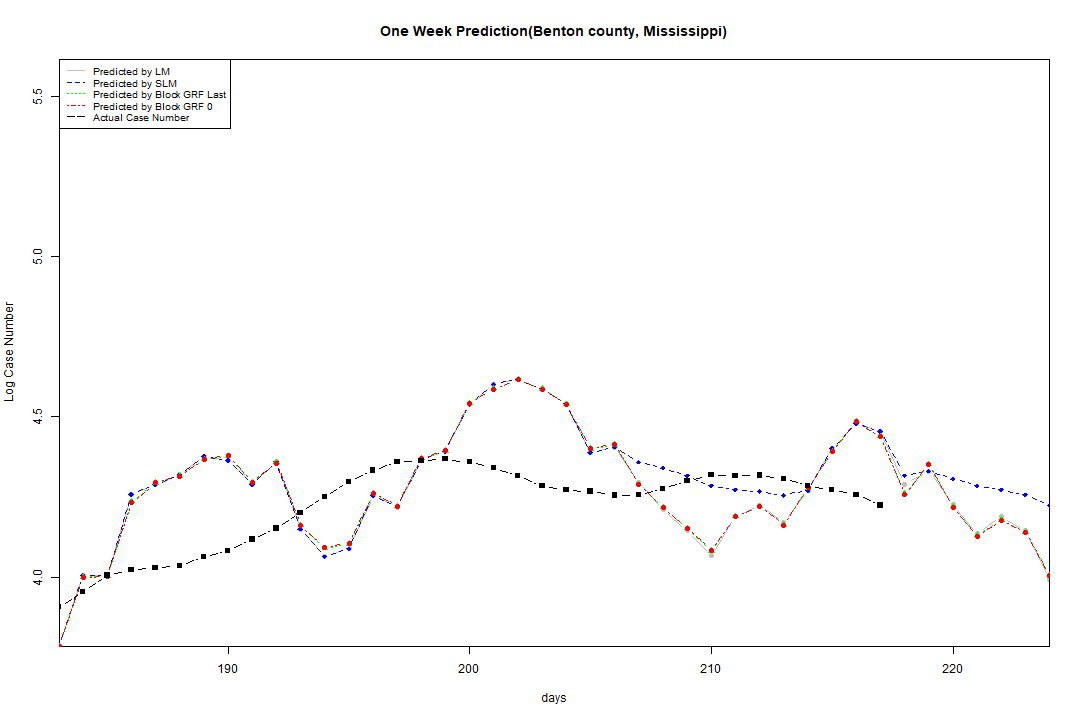 One Week Prediction(Benton county, Mississippi)
Predicted by LM
Predicted by SLM
Predicted by Block GRF Last
Predicted by Block GRF 0
Actual Case Number
5.5
5.0
4.5
4.0
Log Case Number
190
200
210
220
days